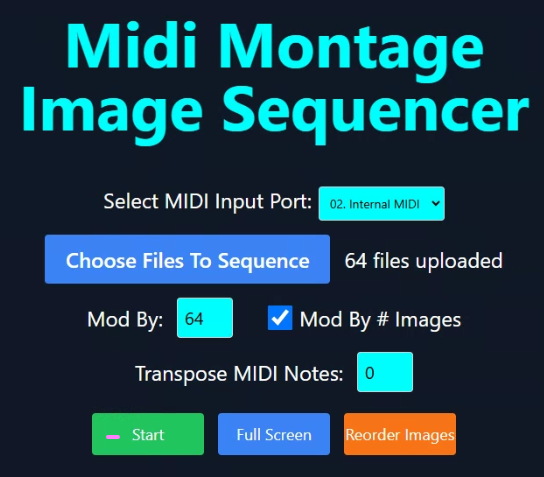 Midi Montage
Image Sequencer
Select MIDI Input Port: 02. Internal MIDI
Choose Files To Sequence 64 files uploaded
Mod By: 64 Mod By # Images
Transpose MIDI Notes: 0
Start Full Screen Reorder Images